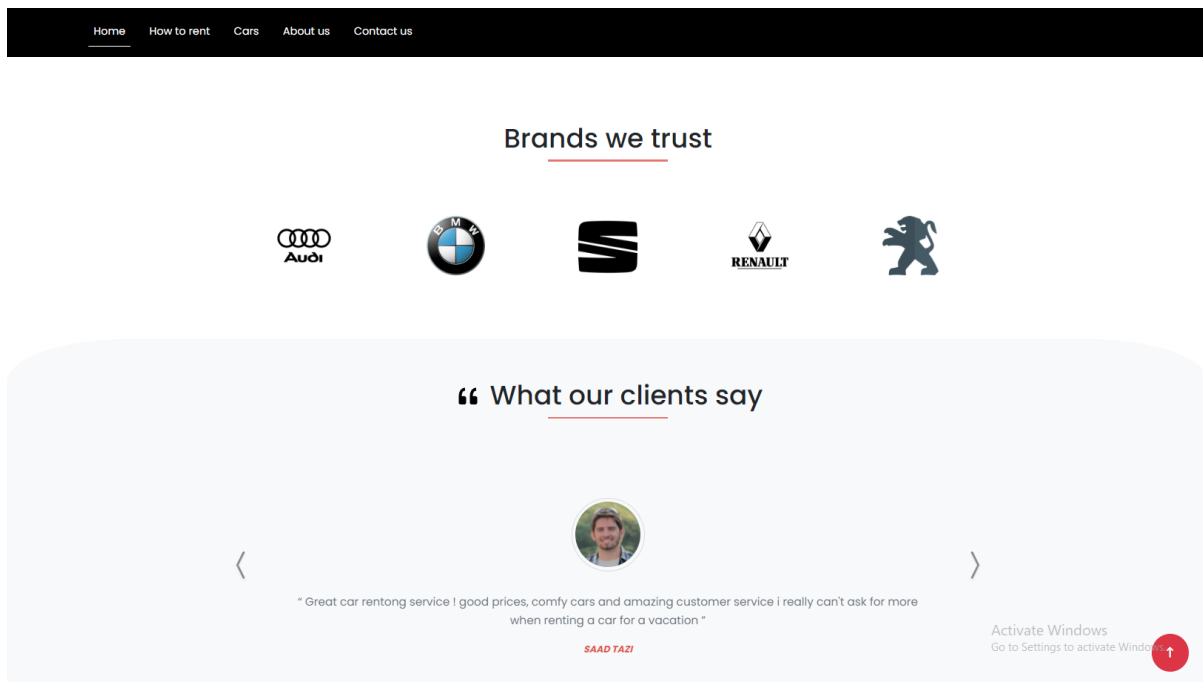 Home How to rent Cars About us Contact us
Brands we trust
Audi
BMW
RENAULT
What our clients say
“ Great car rentong service ! good prices, comfy cars and amazing customer service i really can't ask for more
when renting a car for a vacation ”
SAAD TAZI
Activate Windows
Go to Settings to activate Windows.